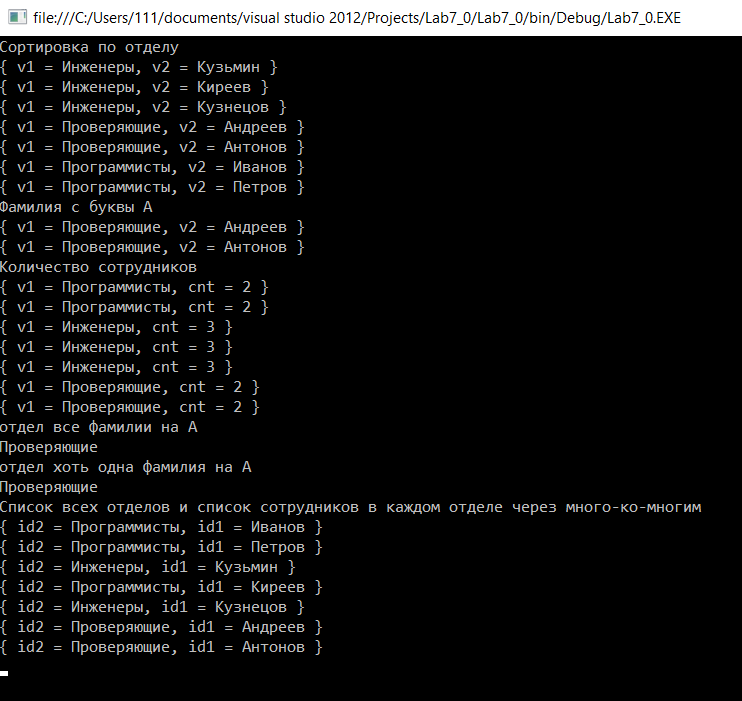 file:///C:/Users/111/documents/visual studio 2012/Projects/Lab7_0/Lab7_0/bin/Debug/Lab7_0.EXE
Сортировка по отделу
{ v1 = Инженеры, v2 = Кузьмин }
{ v1 = Инженеры, v2 = Киреев }
{ v1 = Инженеры, v2 = Кузнецов }
{ v1 = Проверяющие, v2 = Андреев }
{ v1 = Проверяющие, v2 = Антонов }
{ v1 = Программисты, v2 = Иванов }
{ v1 = Программисты, v2 = Петров }
Фамилия с буквы А
{ v1 = Проверяющие, v2 = Андреев }
{ v1 = Проверяющие, v2 = Антонов }
Количество сотрудников
{ v1 = Программисты, cnt = 2 }
{ v1 = Программисты, cnt = 2 }
{ v1 = Инженеры, cnt = 3 }
{ v1 = Инженеры, cnt = 3 }
{ v1 = Инженеры, cnt = 3 }
{ v1 = Проверяющие, cnt = 2 }
{ v1 = Проверяющие, cnt = 2 }
отдел все фамилии на А
Проверяющие
отдел хоть одна фамилия на А
Проверяющие
Список всех отделов и список сотрудников в каждом отделе через много-ко-многим
{ id2 = Программисты, id1 = Иванов }
{ id2 = Программисты, id1 = Петров }
{ id2 = Инженеры, id1 = Кузьмин }
{ id2 = Программисты, id1 = Киреев }
{ id2 = Инженеры, id1 = Кузнецов }
{ id2 = Проверяющие, id1 = Андреев }
{ id2 = Проверяющие, id1 = Антонов }